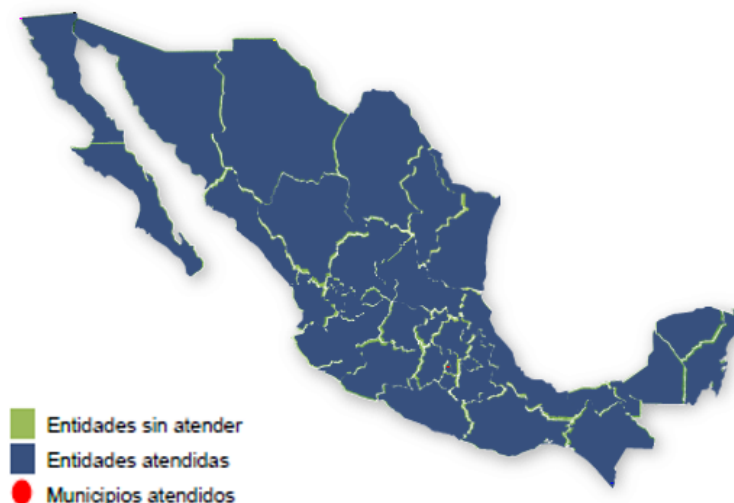 Entidades sin atender
Entidades atendidas
Municipios atendidos